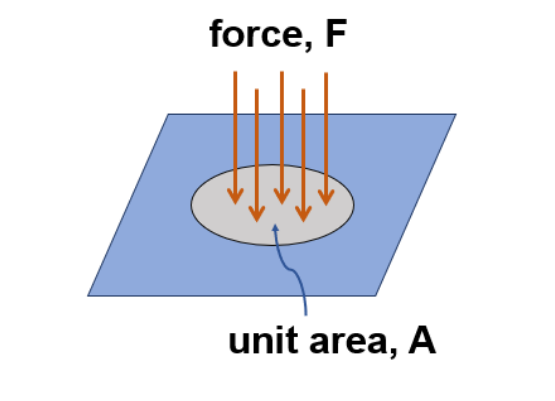 force, F
unit area, A